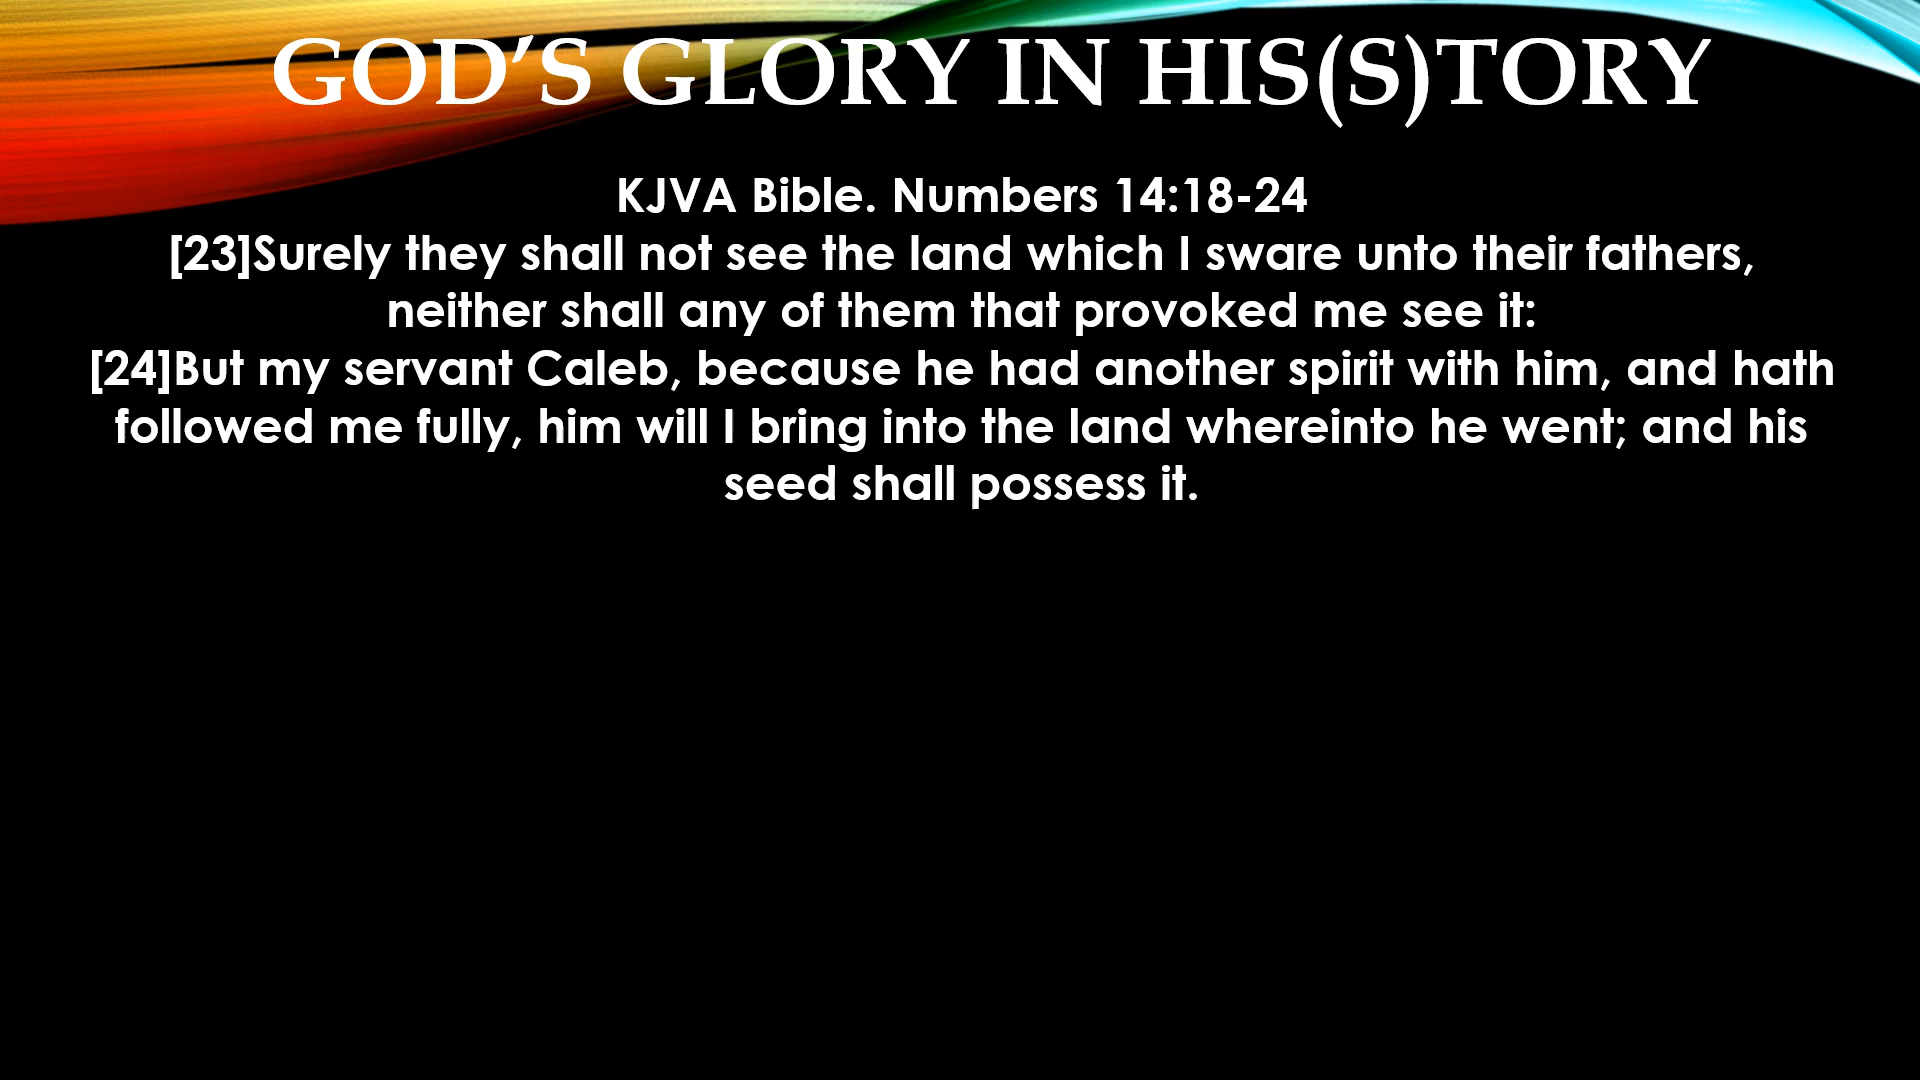 GOD’S GLORY IN HIS(S)TORY
KJVA Bible. Numbers 14:18-24
[23]Surely they shall not see the land which I sware unto their fathers,
neither shall any of them that provoked me see it:
[24]But my servant Caleb, because he had another spirit with him, and hath
followed me fully, him will I bring into the land whereinto he went; and his
seed shall possess it.